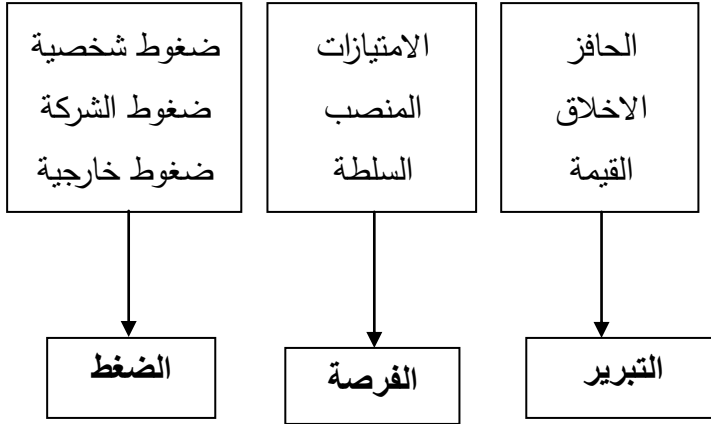 الحافز
الاخلاق
القيمة
الامتيازات
المنصب
السلطة
ضغوط شخصية
ضغوط الشركة
ضغوط خارجية
التبرير
الفرصة
الضغط